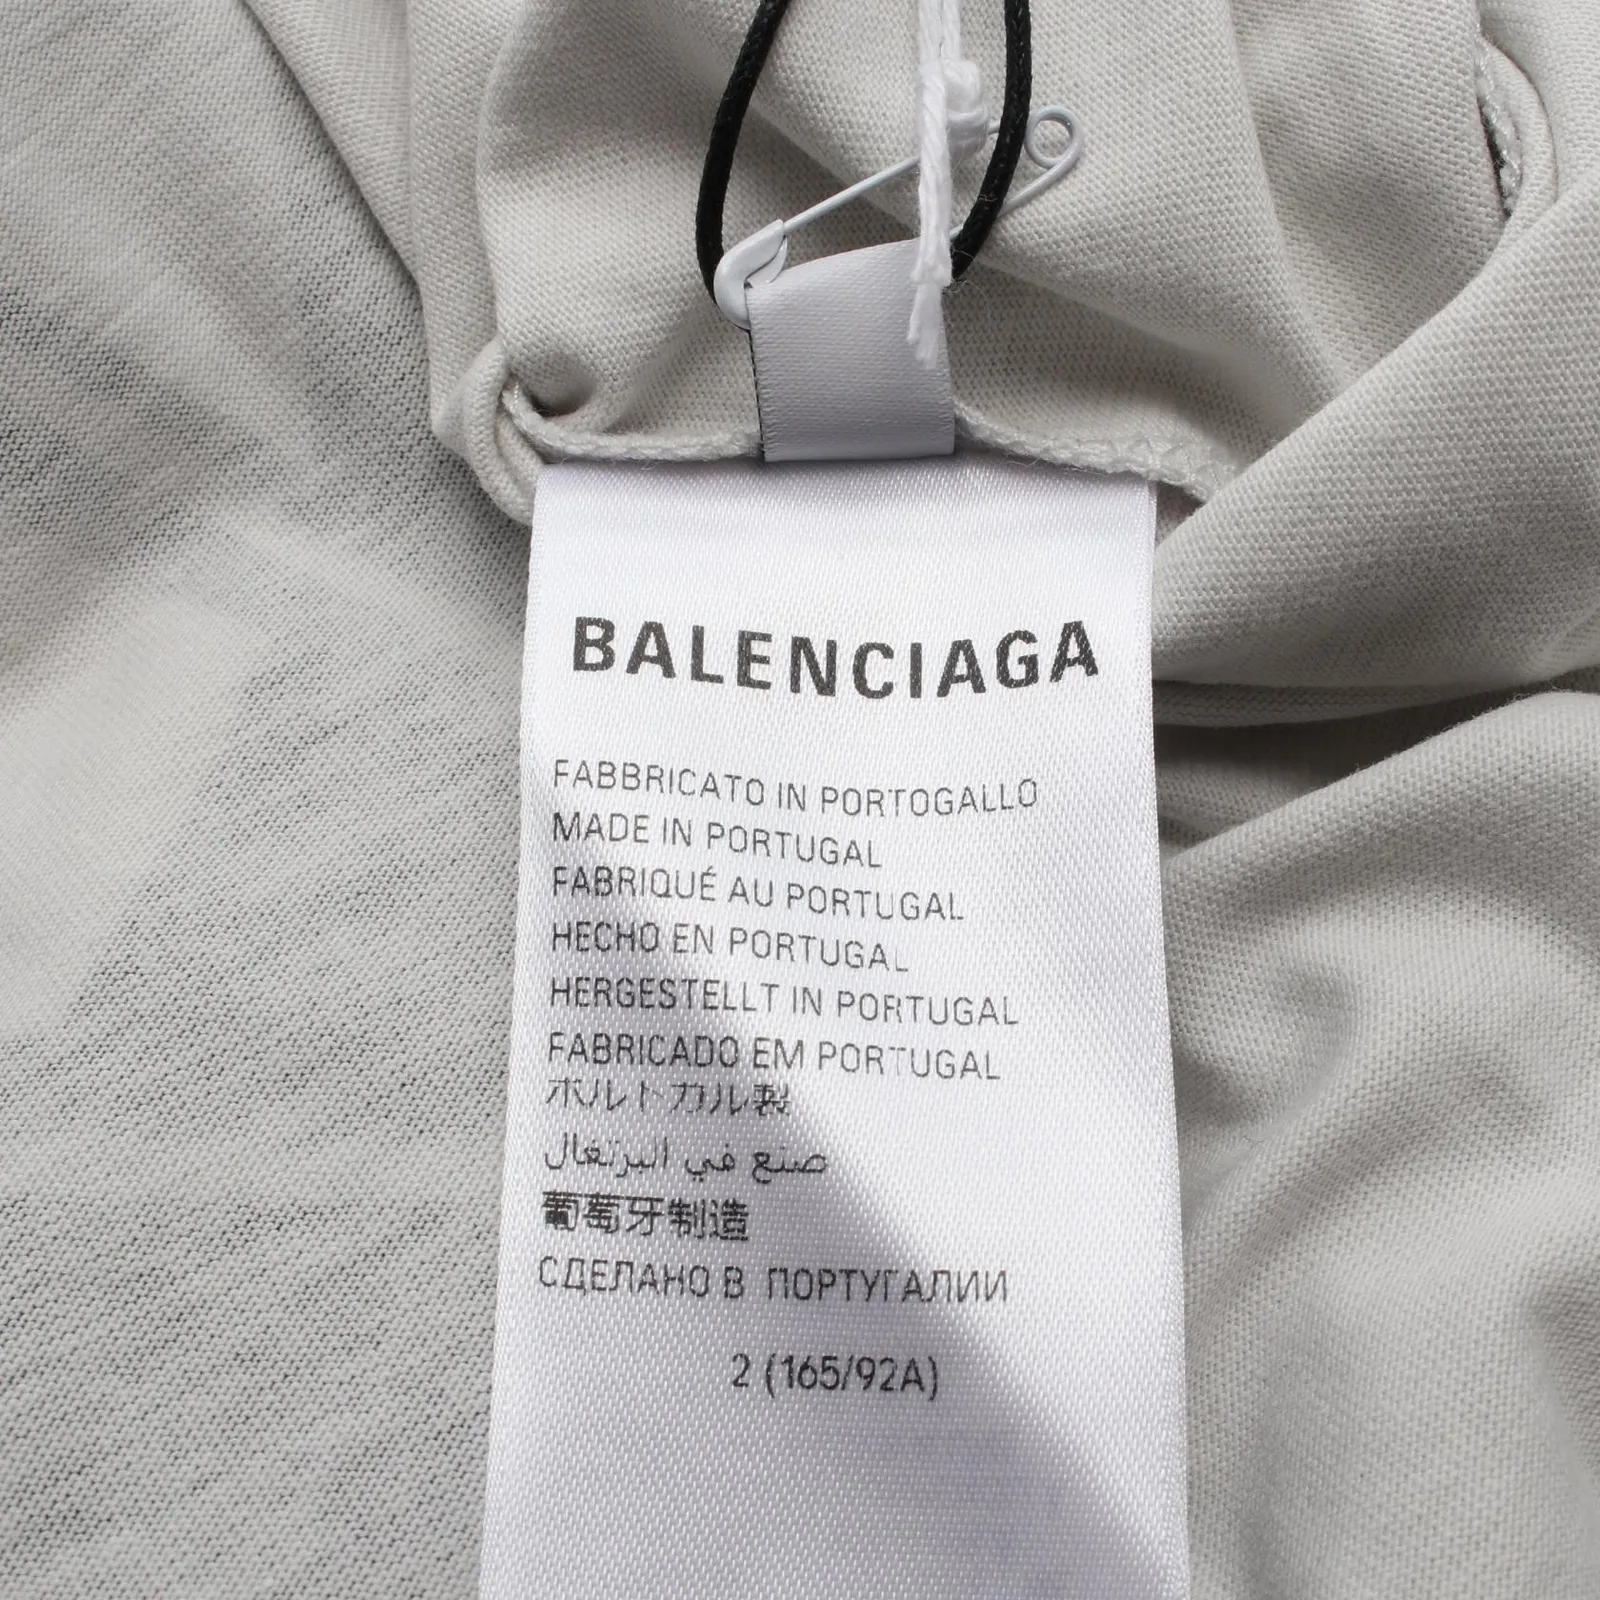 BALENCIAGA
FABBRICATO IN PORTOGALLO
MADE IN PORTUGAL
FABRIQUÉ AU PORTUGAL
HECHO EN PORTUGAL
HERGESTELLT IN PORTUGAL
FABRICADO EM PORTUGAL
ポルトガル製
صنع في البرتغال
葡萄牙制造
СДЕЛАНО В ПОРТУГАЛИИ
2 (165/92A)